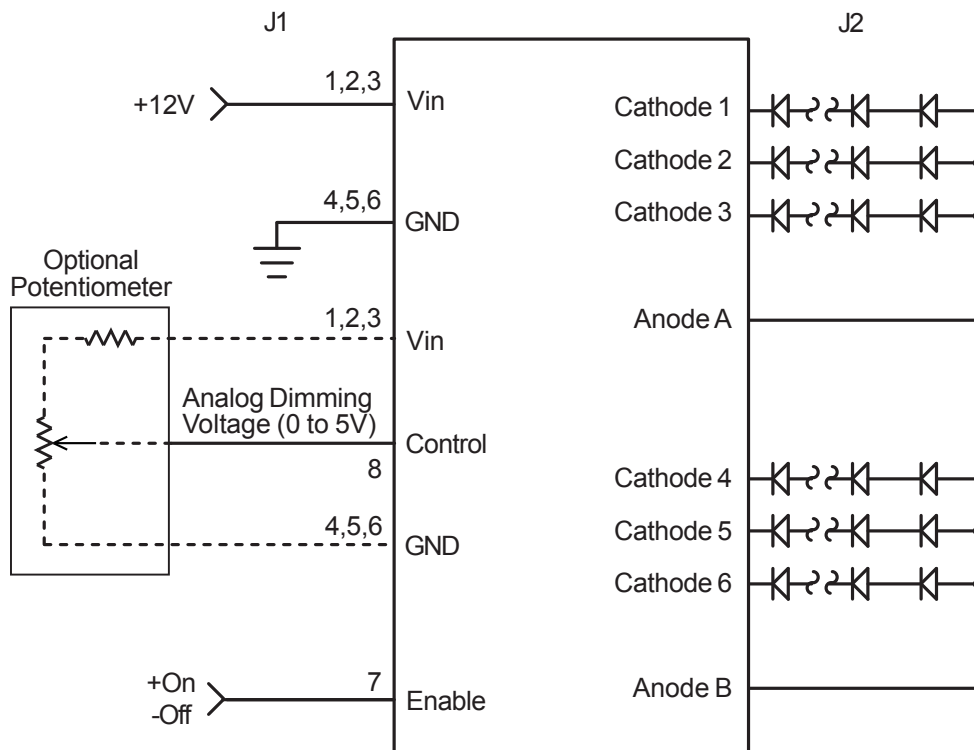 J1
J2
1,2,3
+12V
Vin
Cathode 1
Cathode 2
4,5,6
GND
Cathode 3
Optional
Potentiometer
1,2,3
Vin
Anode A
Analog Dimming
Voltage (0 to 5V)
Control
8
Cathode 4
4,5,6
GND
Cathode 5
Cathode 6
+On
-Off
7
Enable
Anode B